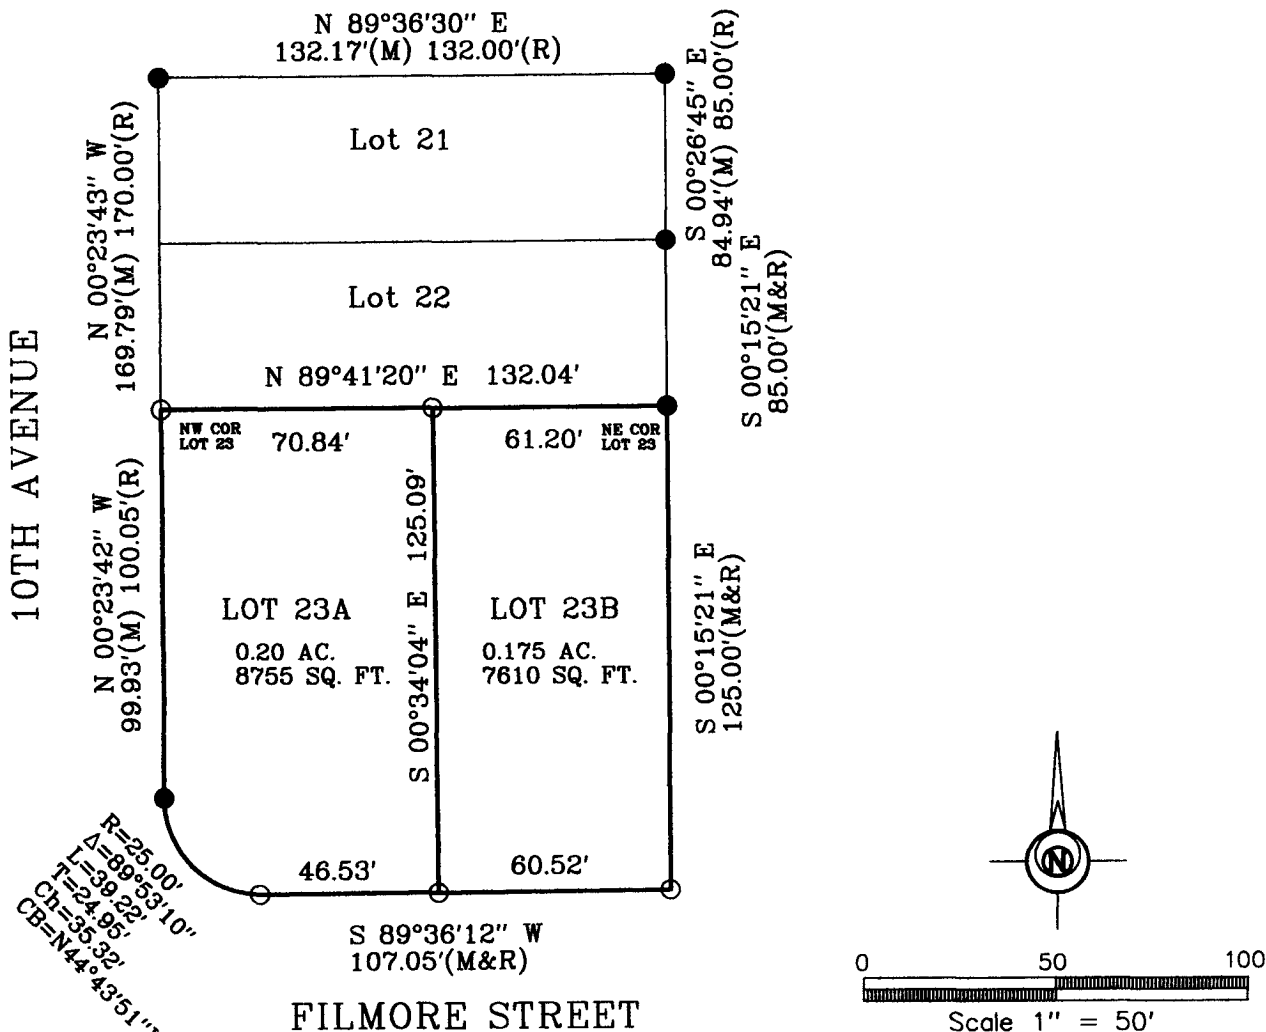 N 89°36'30" E
132.17'(M) 132.00'(R)
S 00°26'45" E
84.94'(M) 85.00'(R)
Lot 21
N 00°23'43" W
169.79'(M) 170.00'(R)
S 00°15'21" E
85.00'(M&R)
Lot 22
N 89°41'20" E 132.04'
10TH AVENUE
NW COR
LOT 23
70.84'
61.20'
NE COR
LOT 23
N 00°23'42" W
99.93'(M) 100.05'(R)
S 00°34'04" E 125.09'
LOT 23A
0.20 AC.
8755 SQ. FT.
LOT 23B
0.175 AC.
7610 SQ. FT.
S 00°15'21" E
125.00'(M&R)
R=25.00'
Δ=89°53'10"
L=39.22'
T=24.95'
Ch=35.32'
CB=N44°43'51"
46.53'
60.52'
S 89°36'12" W
107.05'(M&R)
FILMORE STREET
N
0 50 100
Scale 1" = 50'